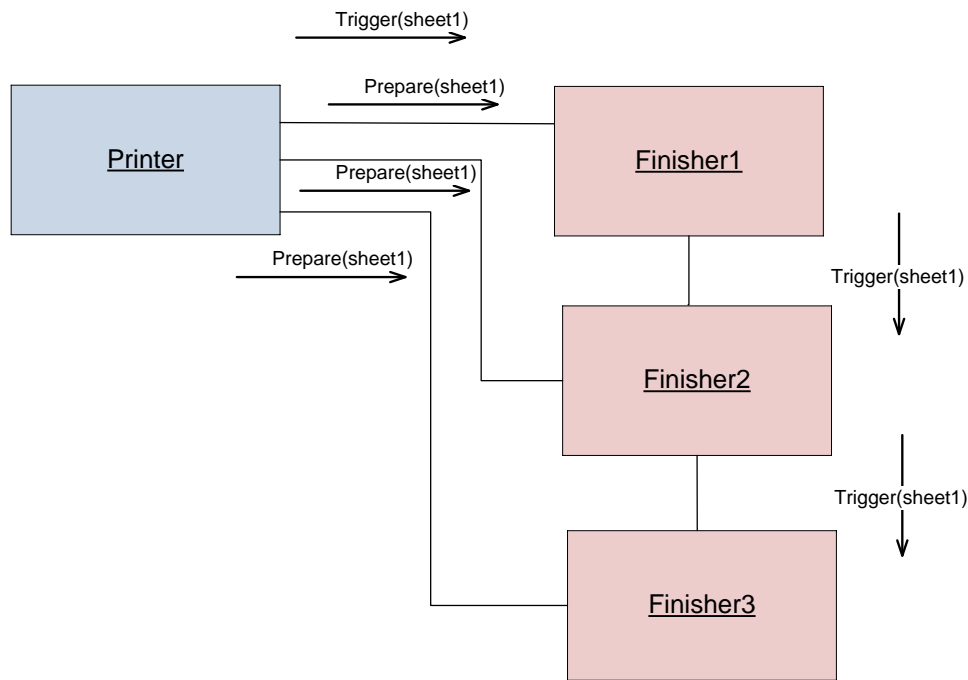 Trigger(sheet1)
Prepare(sheet1)
Printer
Finisher1
Prepare(sheet1)
Prepare(sheet1)
Trigger(sheet1)
Finisher2
Trigger(sheet1)
Finisher3